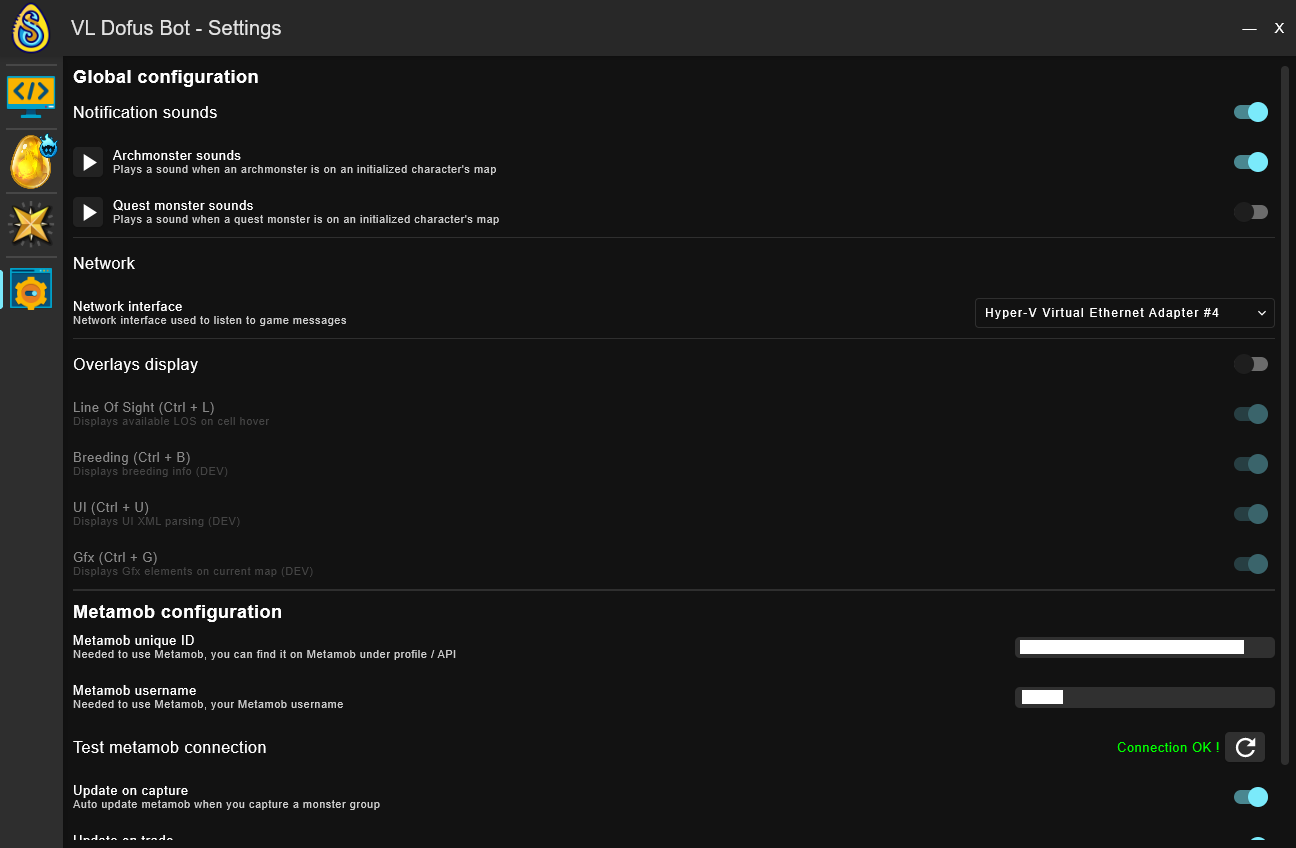 VL Dofus Bot - Settings
— X
Global configuration
Notification sounds
Archmonster sounds
Plays a sound when an archmonster is on an initialized character's map
Quest monster sounds
Plays a sound when a quest monster is on an initialized character's map
Network
Network interface
Network interface used to listen to game messages
Hyper-V Virtual Ethernet Adapter #4
Overlays display
Line Of Sight (Ctrl + L)
Displays available LOS on cell hover
Breeding (Ctrl + B)
Displays breeding info (DEV)
UI (Ctrl + U)
Displays UI XML parsing (DEV)
Gfx (Ctrl + G)
Displays Gfx elements on current map (DEV)
Metamob configuration
Metamob unique ID
Needed to use Metamob, you can find it on Metamob under profile / API
Metamob username
Needed to use Metamob, your Metamob username
Test metamob connection
Connection OK !
Update on capture
Auto update metamob when you capture a monster group
Update on trade